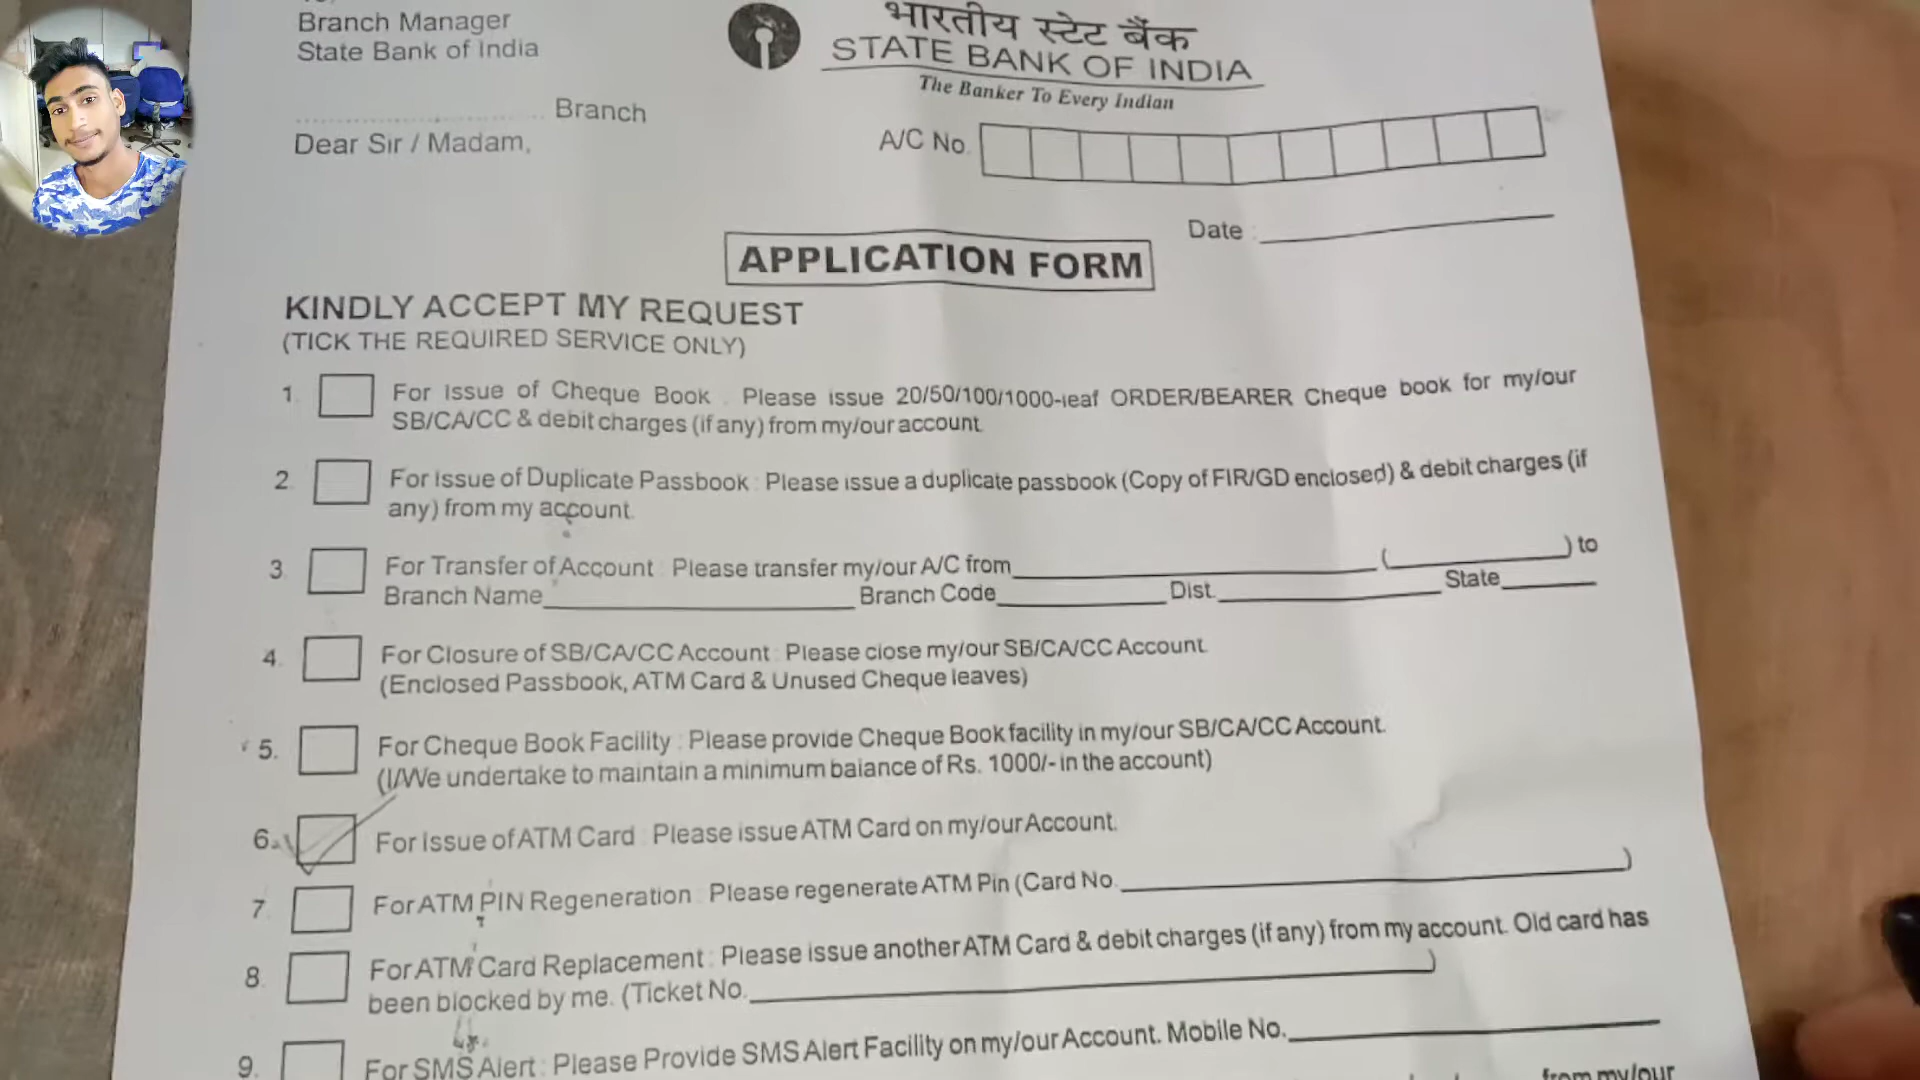 Branch Manager
State Bank of India
.............................. Branch
Dear Sir / Madam,
भारतीय स्टेट बैंक
STATE BANK OF INDIA
The Banker To Every Indian
A/C No.
Date :
APPLICATION FORM
KINDLY ACCEPT MY REQUEST
(TICK THE REQUIRED SERVICE ONLY)
1. For Issue of Cheque Book : Please issue 20/50/100/1000-leaf ORDER/BEARER Cheque book for my/our
SB/CA/CC & debit charges (if any) from my/our account.
2. For Issue of Duplicate Passbook : Please issue a duplicate passbook (Copy of FIR/GD enclosed) & debit charges (if
any) from my account.
3. For Transfer of Account : Please transfer my/our A/C from____________________ (__________) to
Branch Name____________________ Branch Code__________ Dist.______________ State______
4. For Closure of SB/CA/CC Account : Please close my/our SB/CA/CC Account.
(Enclosed Passbook, ATM Card & Unused Cheque leaves)
5. For Cheque Book Facility : Please provide Cheque Book facility in my/our SB/CA/CC Account.
(I/We undertake to maintain a minimum balance of Rs. 1000/- in the account)
6. For Issue of ATM Card : Please issue ATM Card on my/our Account.
7. For ATM PIN Regeneration : Please regenerate ATM Pin (Card No.______________________________)
8. For ATM Card Replacement : Please issue another ATM Card & debit charges (if any) from my account. Old card has
been blocked by me. (Ticket No.________________________________________)
9. For SMS Alert : Please Provide SMS Alert Facility on my/our Account. Mobile No.____________________
from my/our